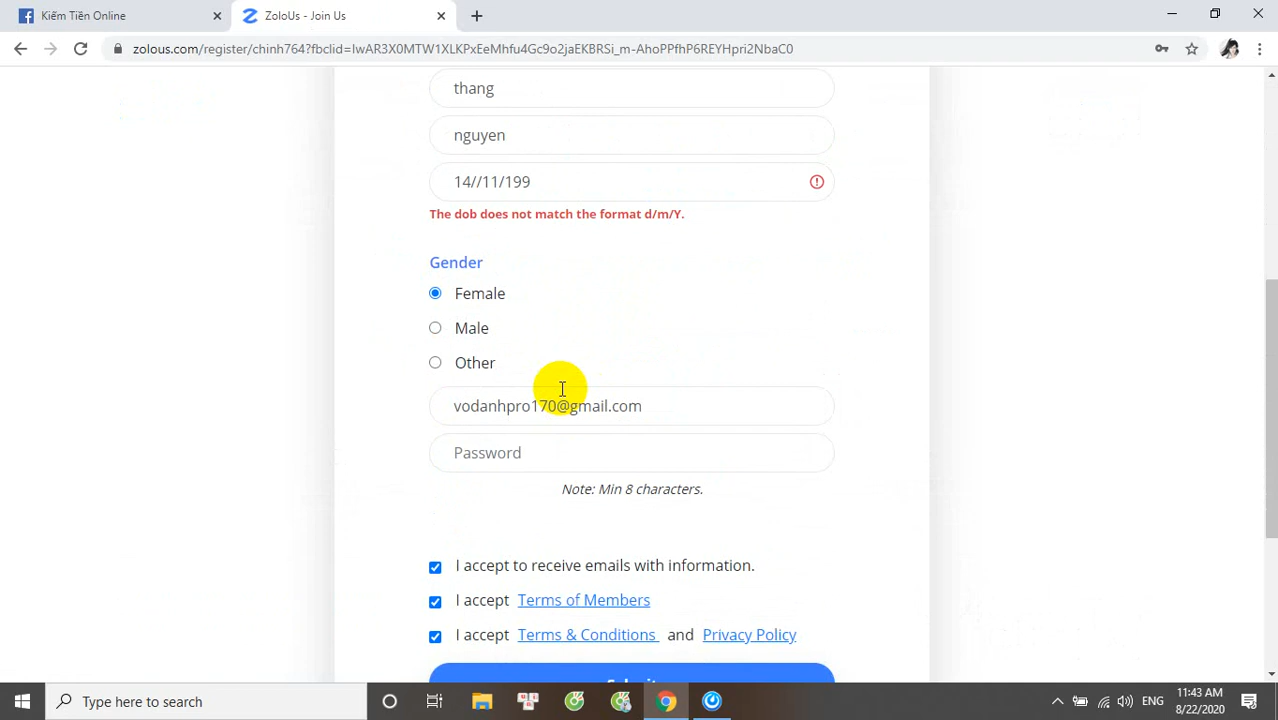 Kiếm Tiền Online
ZoloUs - Join Us
zolous.com/register/chinh764?fbclid=IwAR3X0MTW1XLKPxEeMhfu4Gc9o2jaEKBRSi_m-AhoPPfhP6REYHpri2NbaC0
thang
nguyen
14//11/199
The dob does not match the format d/m/Y.
Gender
Female
Male
Other
vodanhpro170@gmail.com
Password
Note: Min 8 characters.
I accept to receive emails with information.
I accept Terms of Members
I accept Terms & Conditions and Privacy Policy
Submit
Type here to search
ENG
11:43 AM
8/22/2020